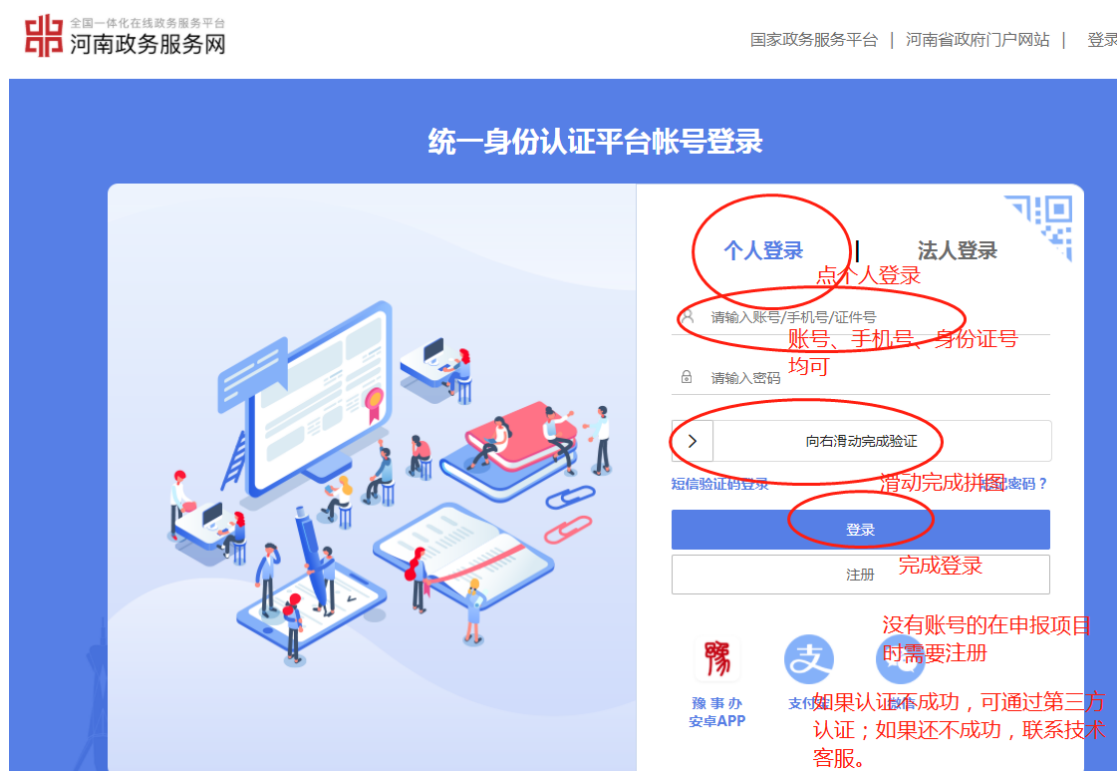 全国一体化在线政务服务平台
河南政务服务网
国家政务服务平台 | 河南省政府门户网站 | 登录
统一身份认证平台帐号登录
个人登录 | 法人登录
点个人登录
请输入账号/手机号/证件号
账号、手机号、身份证号
均可
请输入密码
> 向右滑动完成验证
短信验证码登录
滑动完成拼图
密码？
登录
注册
完成登录
没有账号的在申报项目
时需要注册
豫
支
豫事办
安卓APP
支付宝
微信
如果认证不成功，可通过第三方
认证；如果还不成功，联系技术
客服。